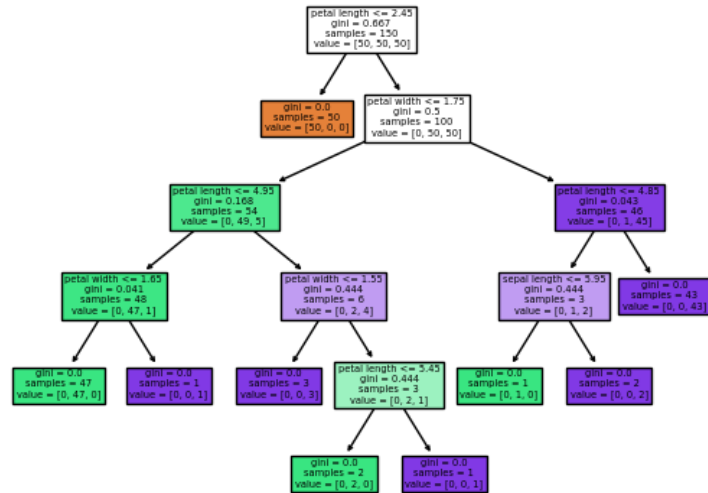 petal length <= 2.45
gini = 0.667
samples = 150
value = [50, 50, 50]
gini = 0.0
samples = 50
value = [50, 0, 0]
petal width <= 1.75
gini = 0.5
samples = 100
value = [0, 50, 50]
petal length <= 4.95
gini = 0.168
samples = 54
value = [0, 49, 5]
petal length <= 4.85
gini = 0.043
samples = 46
value = [0, 1, 45]
petal width <= 1.65
gini = 0.041
samples = 48
value = [0, 47, 1]
petal width <= 1.55
gini = 0.444
samples = 6
value = [0, 2, 4]
sepal length <= 5.95
gini = 0.444
samples = 3
value = [0, 1, 2]
gini = 0.0
samples = 43
value = [0, 0, 43]
gini = 0.0
samples = 47
value = [0, 47, 0]
gini = 0.0
samples = 1
value = [0, 0, 1]
gini = 0.0
samples = 3
value = [0, 0, 3]
petal length <= 5.45
gini = 0.444
samples = 3
value = [0, 2, 1]
gini = 0.0
samples = 1
value = [0, 1, 0]
gini = 0.0
samples = 2
value = [0, 0, 2]
gini = 0.0
samples = 2
value = [0, 2, 0]
gini = 0.0
samples = 1
value = [0, 0, 1]